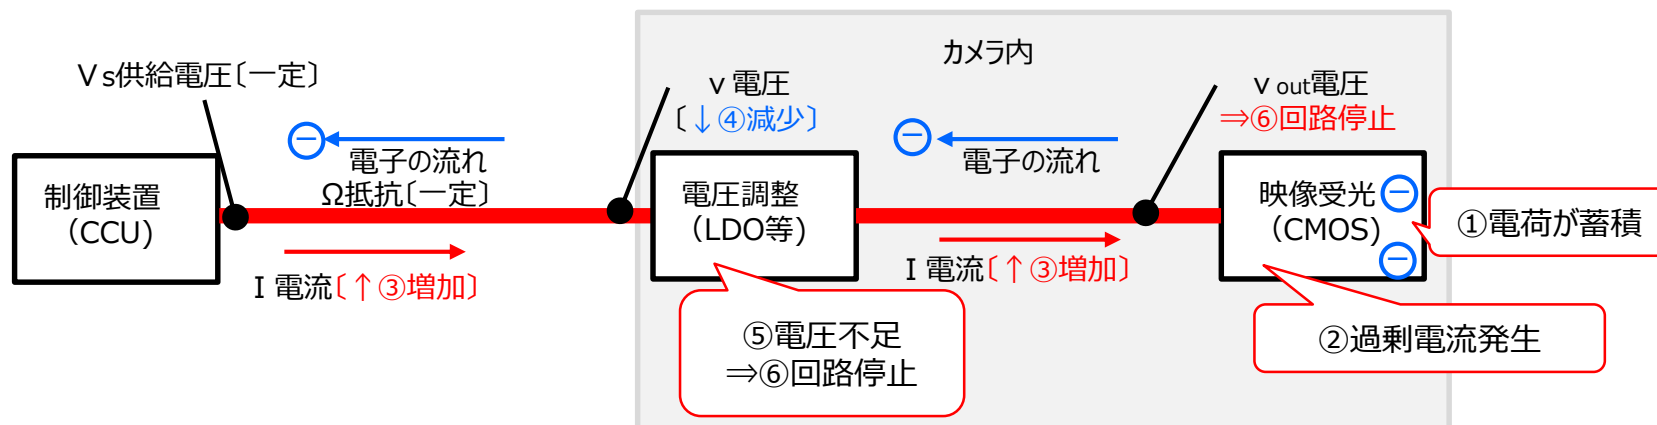 カメラ内
Ⅴs供給電圧〔一定〕
v 電圧
〔↓④減少〕
v out電圧
⇒⑥回路停止
−
電子の流れ
Ω抵抗〔一定〕
−
電子の流れ
制御装置
(CCU)
電圧調整
(LDO等)
映像受光
(CMOS)
−
−
①電荷が蓄積
I 電流〔↑③増加〕
I 電流〔↑③増加〕
⑤電圧不足
⇒⑥回路停止
②過剰電流発生